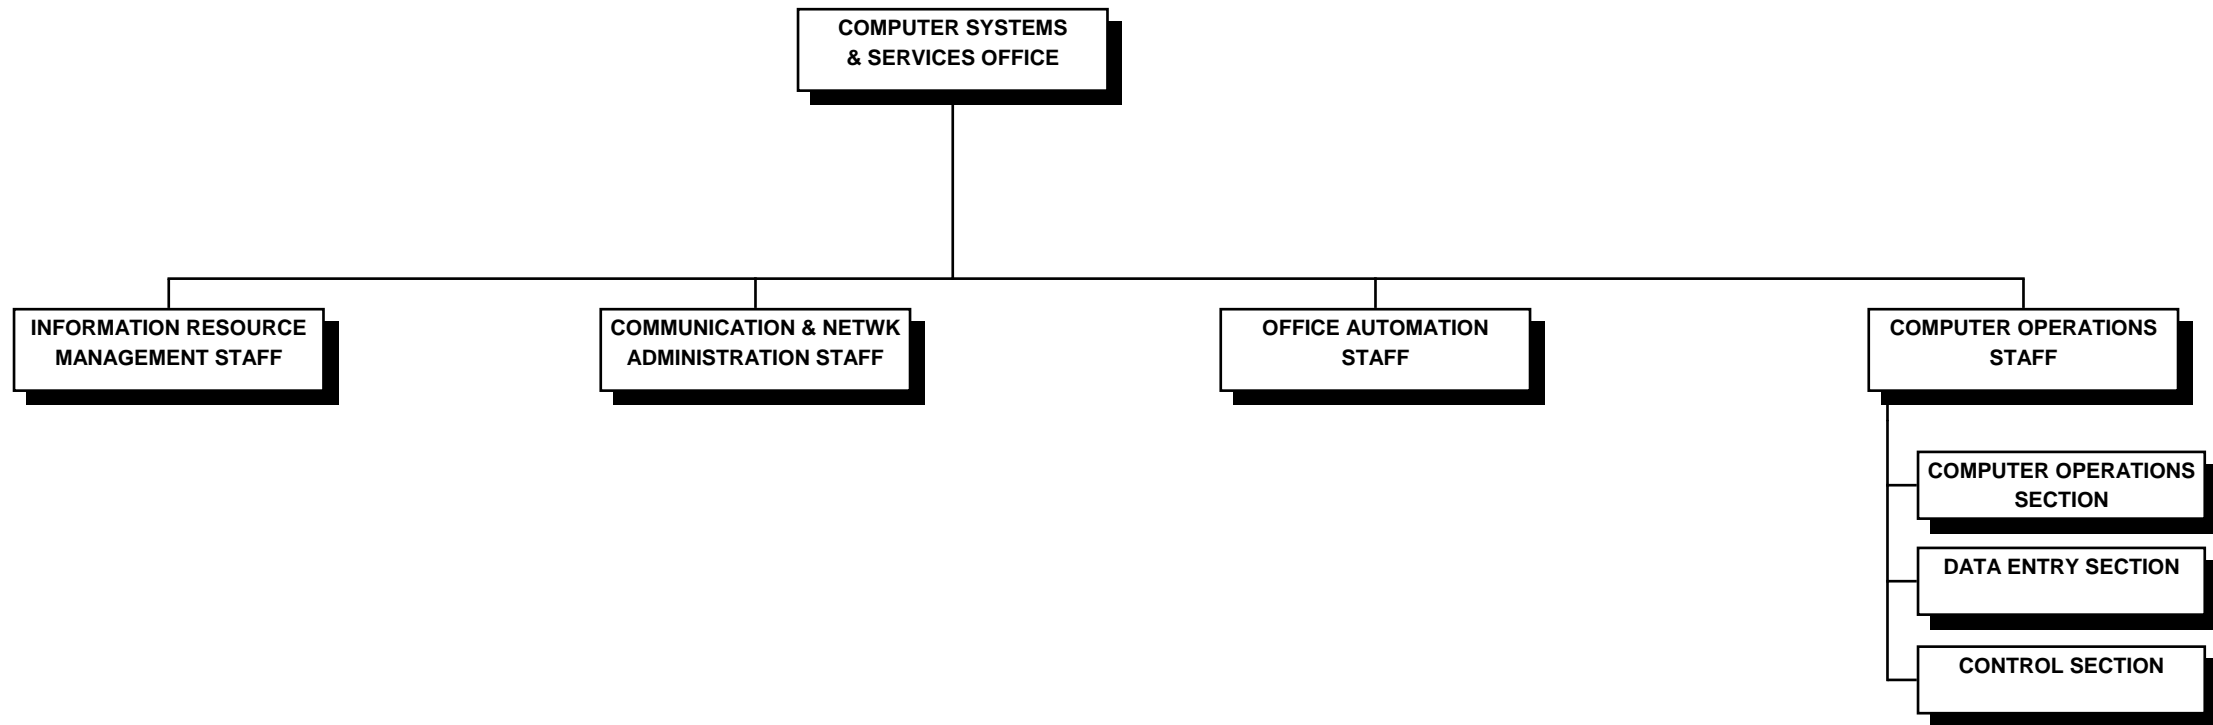 COMPUTER SYSTEMS
& SERVICES OFFICE
INFORMATION RESOURCE
MANAGEMENT STAFF
COMMUNICATION & NETWK
ADMINISTRATION STAFF
OFFICE AUTOMATION
STAFF
COMPUTER OPERATIONS
STAFF
COMPUTER OPERATIONS
SECTION
DATA ENTRY SECTION
CONTROL SECTION